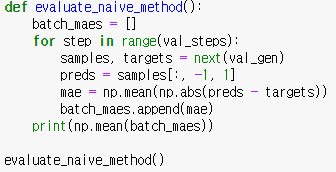 def evaluate_naive_method():
    batch_maes = []
    for step in range(val_steps):
        samples, targets = next(val_gen)
        preds = samples[:, -1, 1]
        mae = np.mean(np.abs(preds - targets))
        batch_maes.append(mae)
    print(np.mean(batch_maes))

evaluate_naive_method()